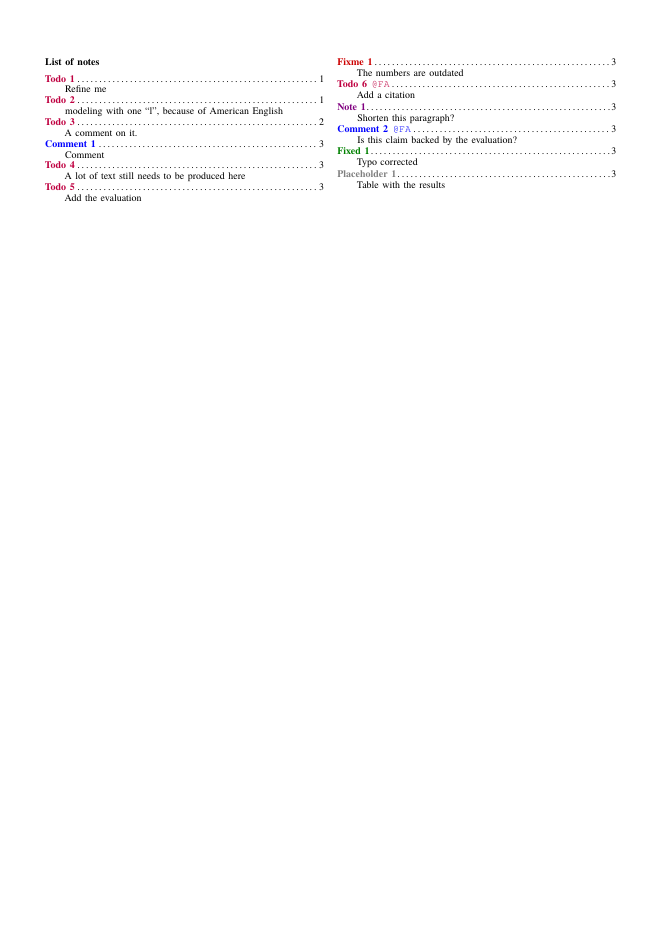 List of notes
Todo 1 . . . . . . . . . . . . . . . . . . . . . . . . . . . . . . . . . . . . . . . . . . . . . . . . . . . . 1
Refine me
Todo 2 . . . . . . . . . . . . . . . . . . . . . . . . . . . . . . . . . . . . . . . . . . . . . . . . . . . . 1
modeling with one “l”, because of American English
Todo 3 . . . . . . . . . . . . . . . . . . . . . . . . . . . . . . . . . . . . . . . . . . . . . . . . . . . . 2
A comment on it.
Comment 1 . . . . . . . . . . . . . . . . . . . . . . . . . . . . . . . . . . . . . . . . . . . . . . . . 3
Comment
Todo 4 . . . . . . . . . . . . . . . . . . . . . . . . . . . . . . . . . . . . . . . . . . . . . . . . . . . . 3
A lot of text still needs to be produced here
Todo 5 . . . . . . . . . . . . . . . . . . . . . . . . . . . . . . . . . . . . . . . . . . . . . . . . . . . . 3
Add the evaluation
Fixme 1 . . . . . . . . . . . . . . . . . . . . . . . . . . . . . . . . . . . . . . . . . . . . . . . . . . . 3
The numbers are outdated
Todo 6 @FA . . . . . . . . . . . . . . . . . . . . . . . . . . . . . . . . . . . . . . . . . . . . . . . 3
Add a citation
Note 1 . . . . . . . . . . . . . . . . . . . . . . . . . . . . . . . . . . . . . . . . . . . . . . . . . . . . 3
Shorten this paragraph?
Comment 2 @FA . . . . . . . . . . . . . . . . . . . . . . . . . . . . . . . . . . . . . . . . . . 3
Is this claim backed by the evaluation?
Fixed 1 . . . . . . . . . . . . . . . . . . . . . . . . . . . . . . . . . . . . . . . . . . . . . . . . . . . 3
Typo corrected
Placeholder 1 . . . . . . . . . . . . . . . . . . . . . . . . . . . . . . . . . . . . . . . . . . . . . . 3
Table with the results